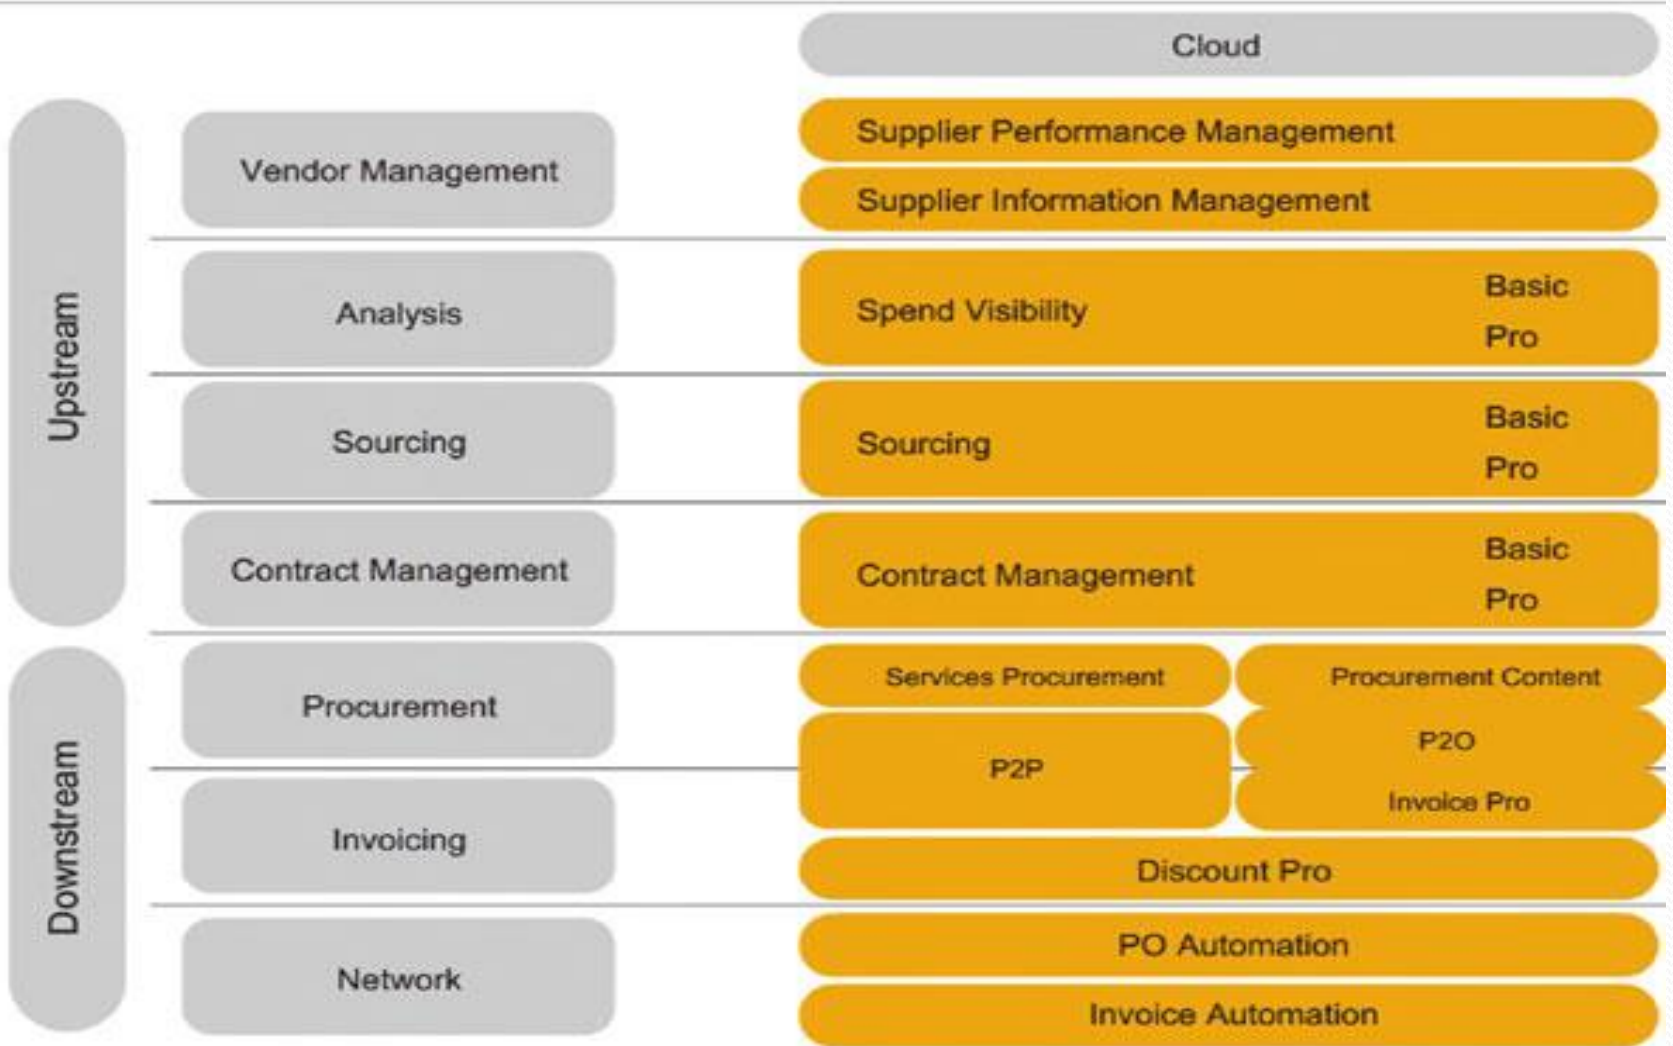 Cloud
Upstream
Vendor Management
Supplier Performance Management
Supplier Information Management
Analysis
Spend Visibility
Basic
Pro
Sourcing
Sourcing
Basic
Pro
Contract Management
Contract Management
Basic
Pro
Downstream
Procurement
Services Procurement
Procurement Content
P2P
P2O
Invoicing
Invoice Pro
Discount Pro
Network
PO Automation
Invoice Automation